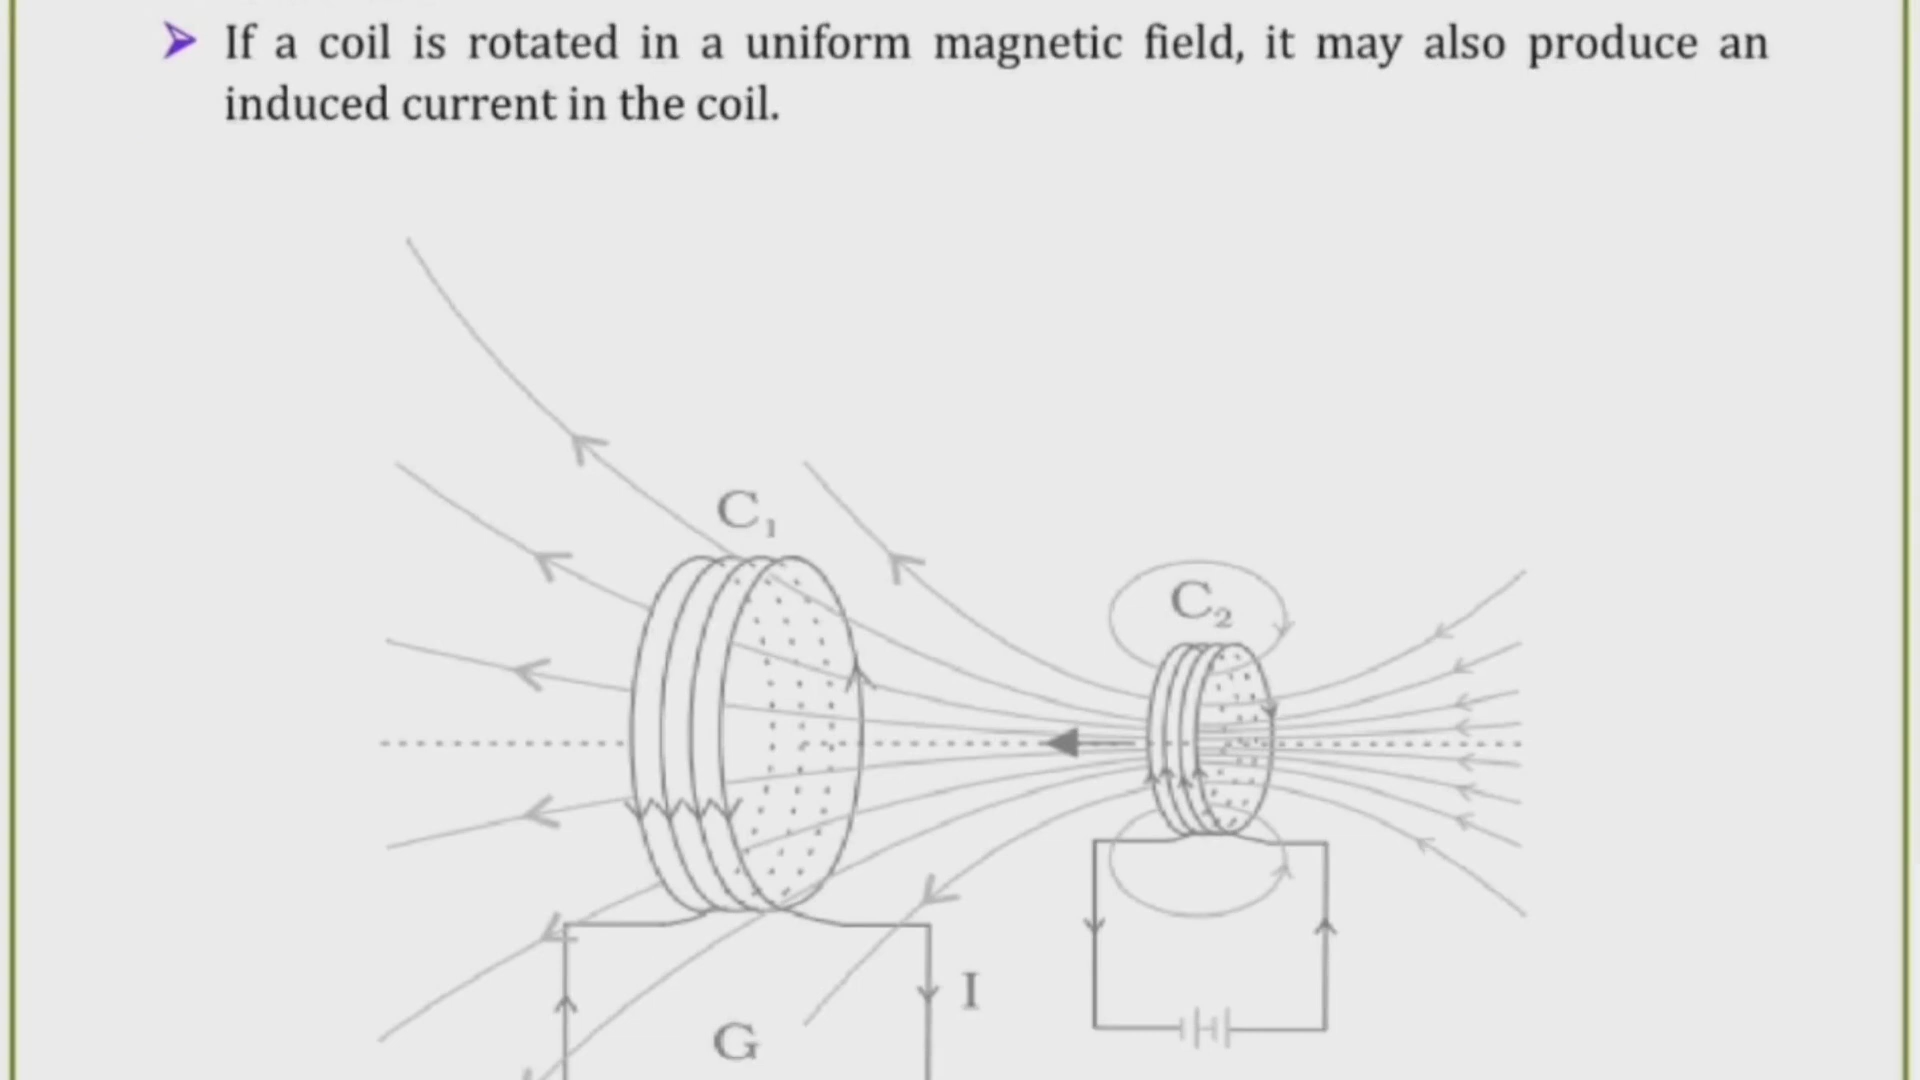 If a coil is rotated in a uniform magnetic field, it may also produce an
induced current in the coil.
C₁
C₂
I
G